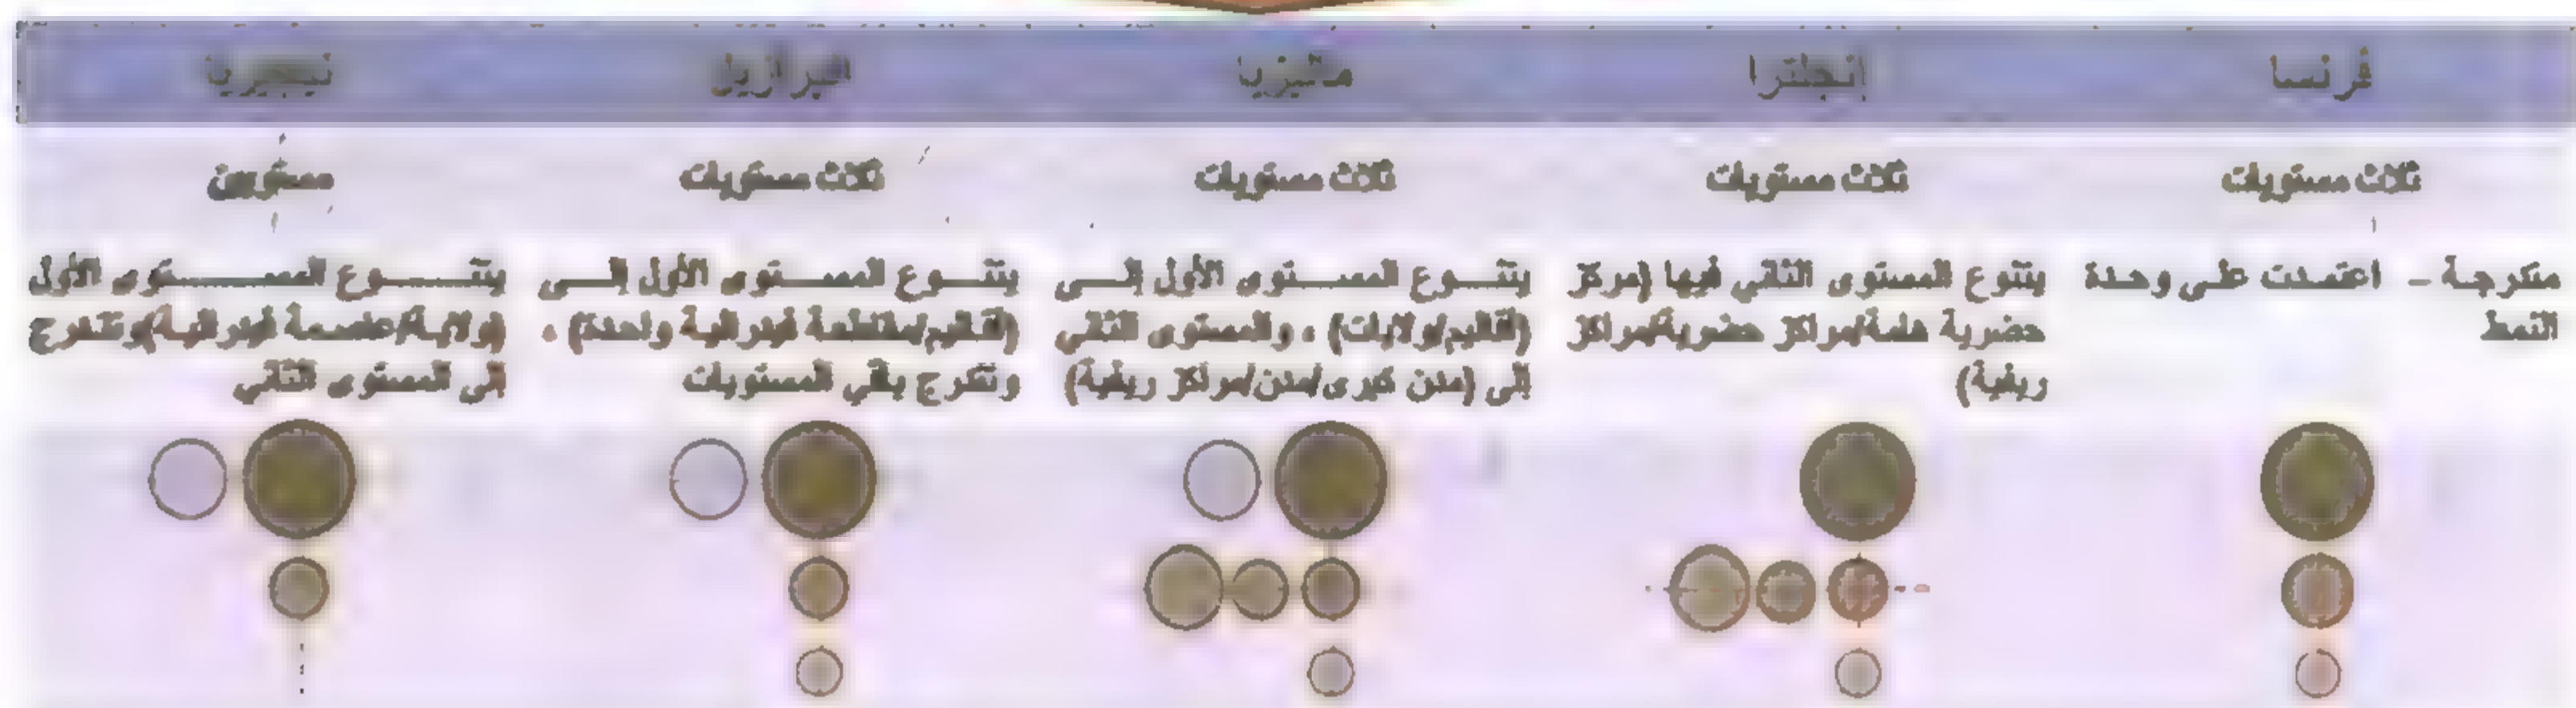 فرنسا
إنجلترا
ماليزيا
البرازيل
نيجيريا
ثلاث مستويات
ثلاث مستويات
ثلاث مستويات
ثلاث مستويات
مستويين
متدرجة – اعتمدت على وحدة
النمط
يتنوع المستوى الثاني فيها (مركز
حضرية هامة/مراكز حضرية/مراكز
ريفية)
يتنوع المستوى الأول إلى
(أقاليم/ولايات) ، والمستوى الثاني
إلى (مدن كبرى/مدن/مراكز ريفية)
يتنوع المستوى الأول إلى
(أقاليم/مقاطعة فيدرالية واحدة) ،
وتتدرج باقي المستويات
يتنوع المستوى الأول
(ولاية/عاصمة فيدرالية)وتتدرج
إلى المستوى الثاني